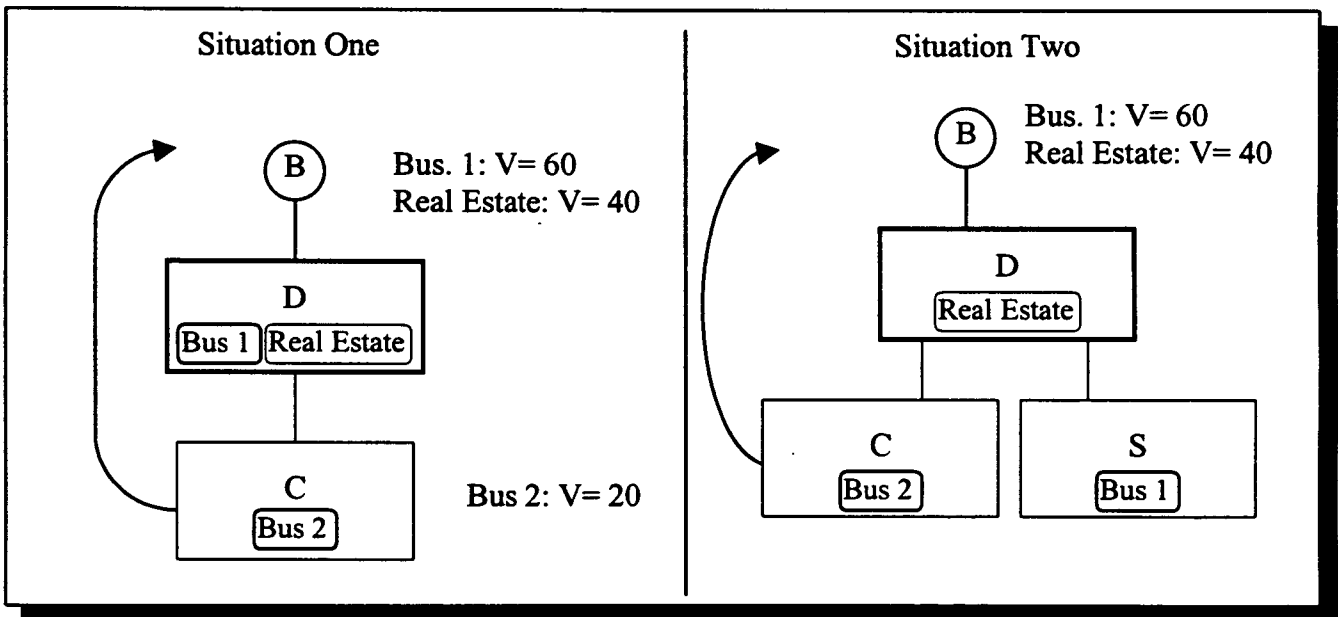 Situation One
B
Bus. 1: V= 60
Real Estate: V= 40
D
Bus 1 Real Estate
C
Bus 2
Bus 2: V= 20
Situation Two
B
Bus. 1: V= 60
Real Estate: V= 40
D
Real Estate
C
Bus 2
S
Bus 1